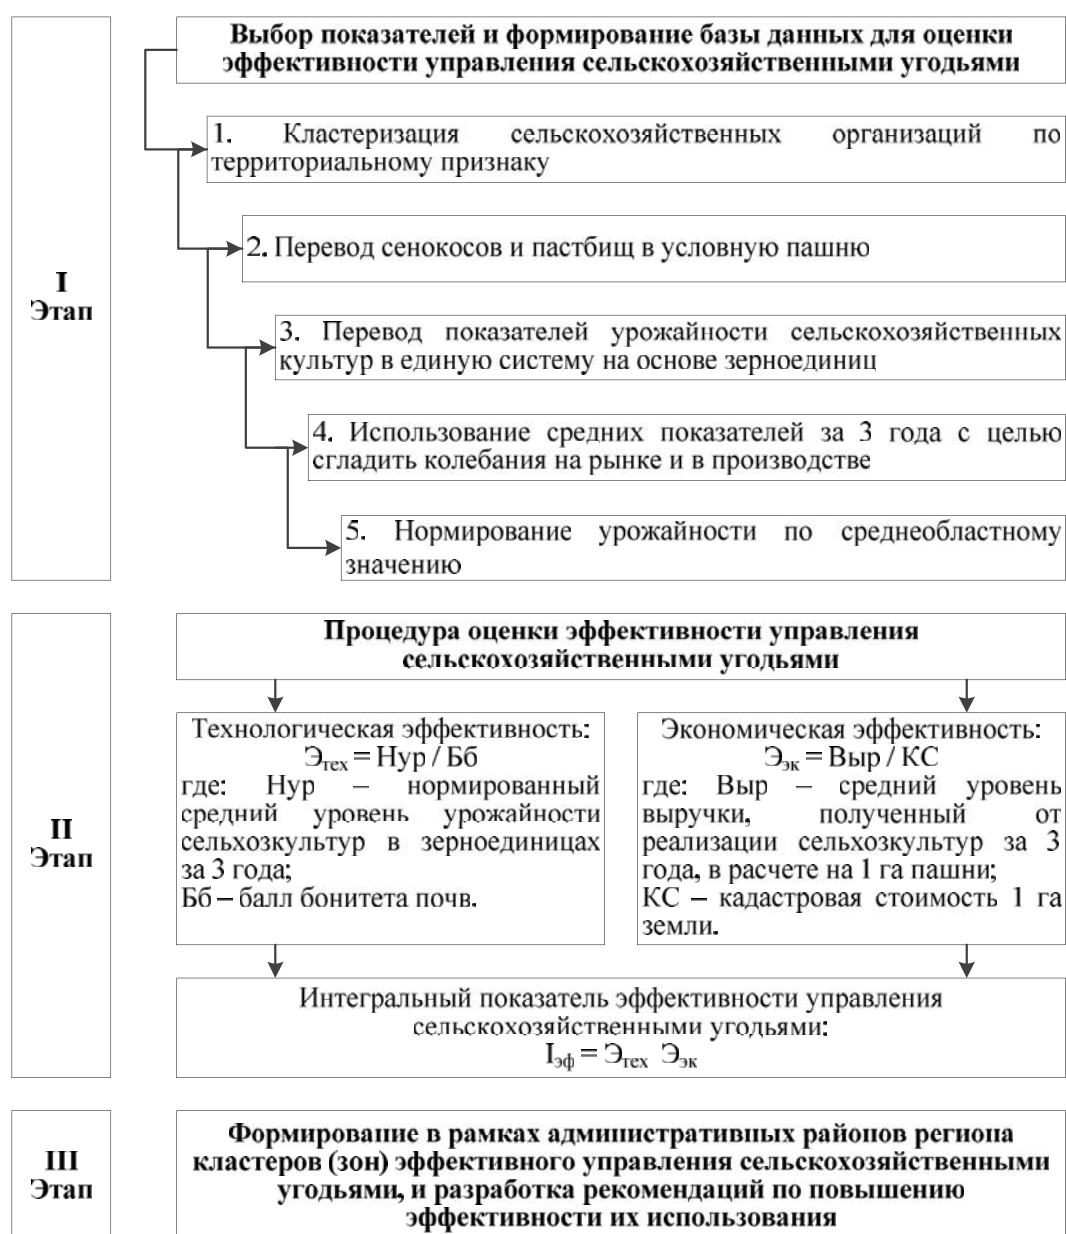 I
Этап
Выбор показателей и формирование базы данных для оценки
эффективности управления сельскохозяйственными угодьями
1. Кластеризация сельскохозяйственных организаций по
территориальному признаку
2. Перевод сенокосов и пастбищ в условную пашню
3. Перевод показателей урожайности сельскохозяйственных
культур в единую систему на основе зерноединиц
4. Использование средних показателей за 3 года с целью
сгладить колебания на рынке и в производстве
5. Нормирование урожайности по среднеобластному
значению
II
Этап
Процедура оценки эффективности управления
сельскохозяйственными угодьями
Технологическая эффективность:
Этех = Нур / Бб
где: Нур – нормированный
средний уровень урожайности
сельхозкультур в зерноединицах
за 3 года;
Бб – балл бонитета почв.
Экономическая эффективность:
Ээк = Выр / КС
где: Выр – средний уровень
выручки, полученный от
реализации сельхозкультур за 3
года, в расчете на 1 га пашни;
КС – кадастровая стоимость 1 га
земли.
Интегральный показатель эффективности управления
сельскохозяйственными угодьями:
Iэф = Этех Ээк
III
Этап
Формирование в рамках административных районов региона
кластеров (зон) эффективного управления сельскохозяйственными
угодьями, и разработка рекомендаций по повышению
эффективности их использования